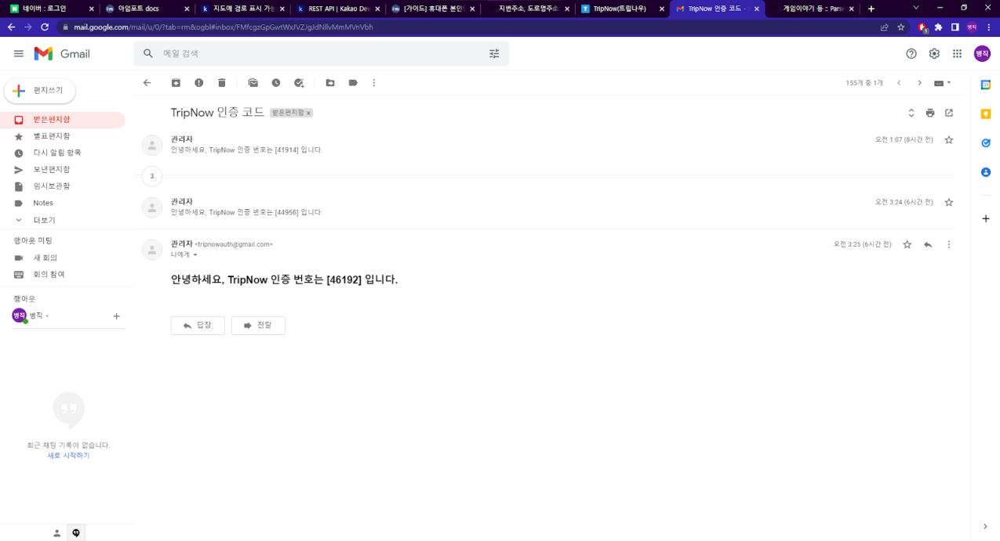 네이버 : 로그인
아임포트 docs
지도에 경로 표시 가능
REST API | Kakao Dev
[가이드] 휴대폰 본인인
지번주소, 도로명주소
TripNow(트립나우)
TripNow 인증 코드 -
게임이야기 등 :: Parse
mail.google.com/mail/u/0/?tab=rm&ogbl#inbox/FMfcgzGpGwtWxJVZJgJdNllvMmMVnVbh
1
병직
Gmail
메일 검색
병직
편지쓰기
155개 중 1개
받은편지함
별표편지함
다시 알림 항목
보낸편지함
임시보관함
Notes
더보기
행아웃 미팅
새 회의
회의 참여
행아웃
병직 병직
최근 채팅 기록이 없습니다.
새로 시작하기
TripNow 인증 코드 받은편지함 x
관리자 오전 1:07 (8시간 전)
안녕하세요, TripNow 인증 번호는 [41914] 입니다.
3
관리자 오전 3:24 (6시간 전)
안녕하세요, TripNow 인증 번호는 [44956] 입니다.
관리자 <tripnowauth@gmail.com> 오전 3:25 (6시간 전)
나에게
안녕하세요, TripNow 인증 번호는 [46192] 입니다.
답장
전달